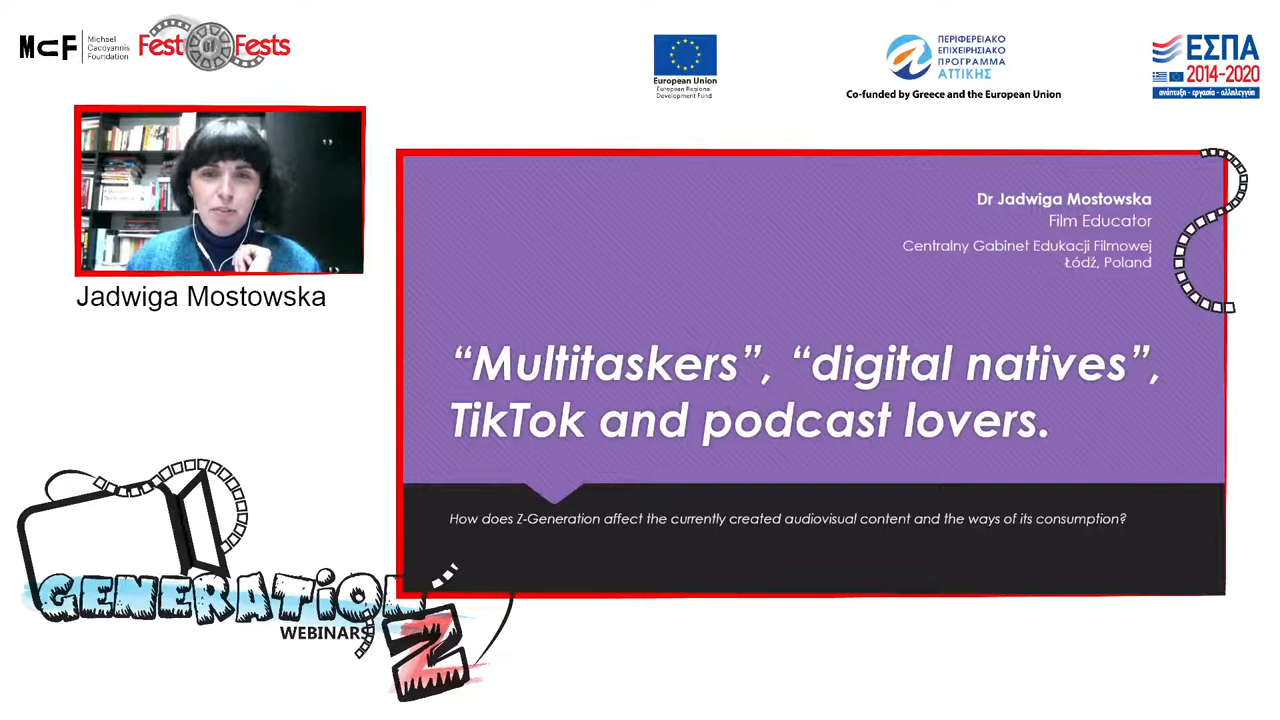 MCF
Michael
Cacoyannis
Foundation
Fest of Fests
European Union
European Regional
Development Fund
ΠΕΡΙΦΕΡΕΙΑΚΟ
ΕΠΙΧΕΙΡΗΣΙΑΚΟ
ΠΡΟΓΡΑΜΜΑ
ΑΤΤΙΚΗΣ
Co-funded by Greece and the European Union
ΕΣΠΑ
2014-2020
ανάπτυξη - εργασία - αλληλεγγύη
Jadwiga Mostowska
Dr Jadwiga Mostowska
Film Educator
Centralny Gabinet Edukacji Filmowej
Łódź, Poland
“Multitaskers”, “digital natives”,
TikTok and podcast lovers.
How does Z-Generation affect the currently created audiovisual content and the ways of its consumption?
GENERATiON
Z
WEBINARS